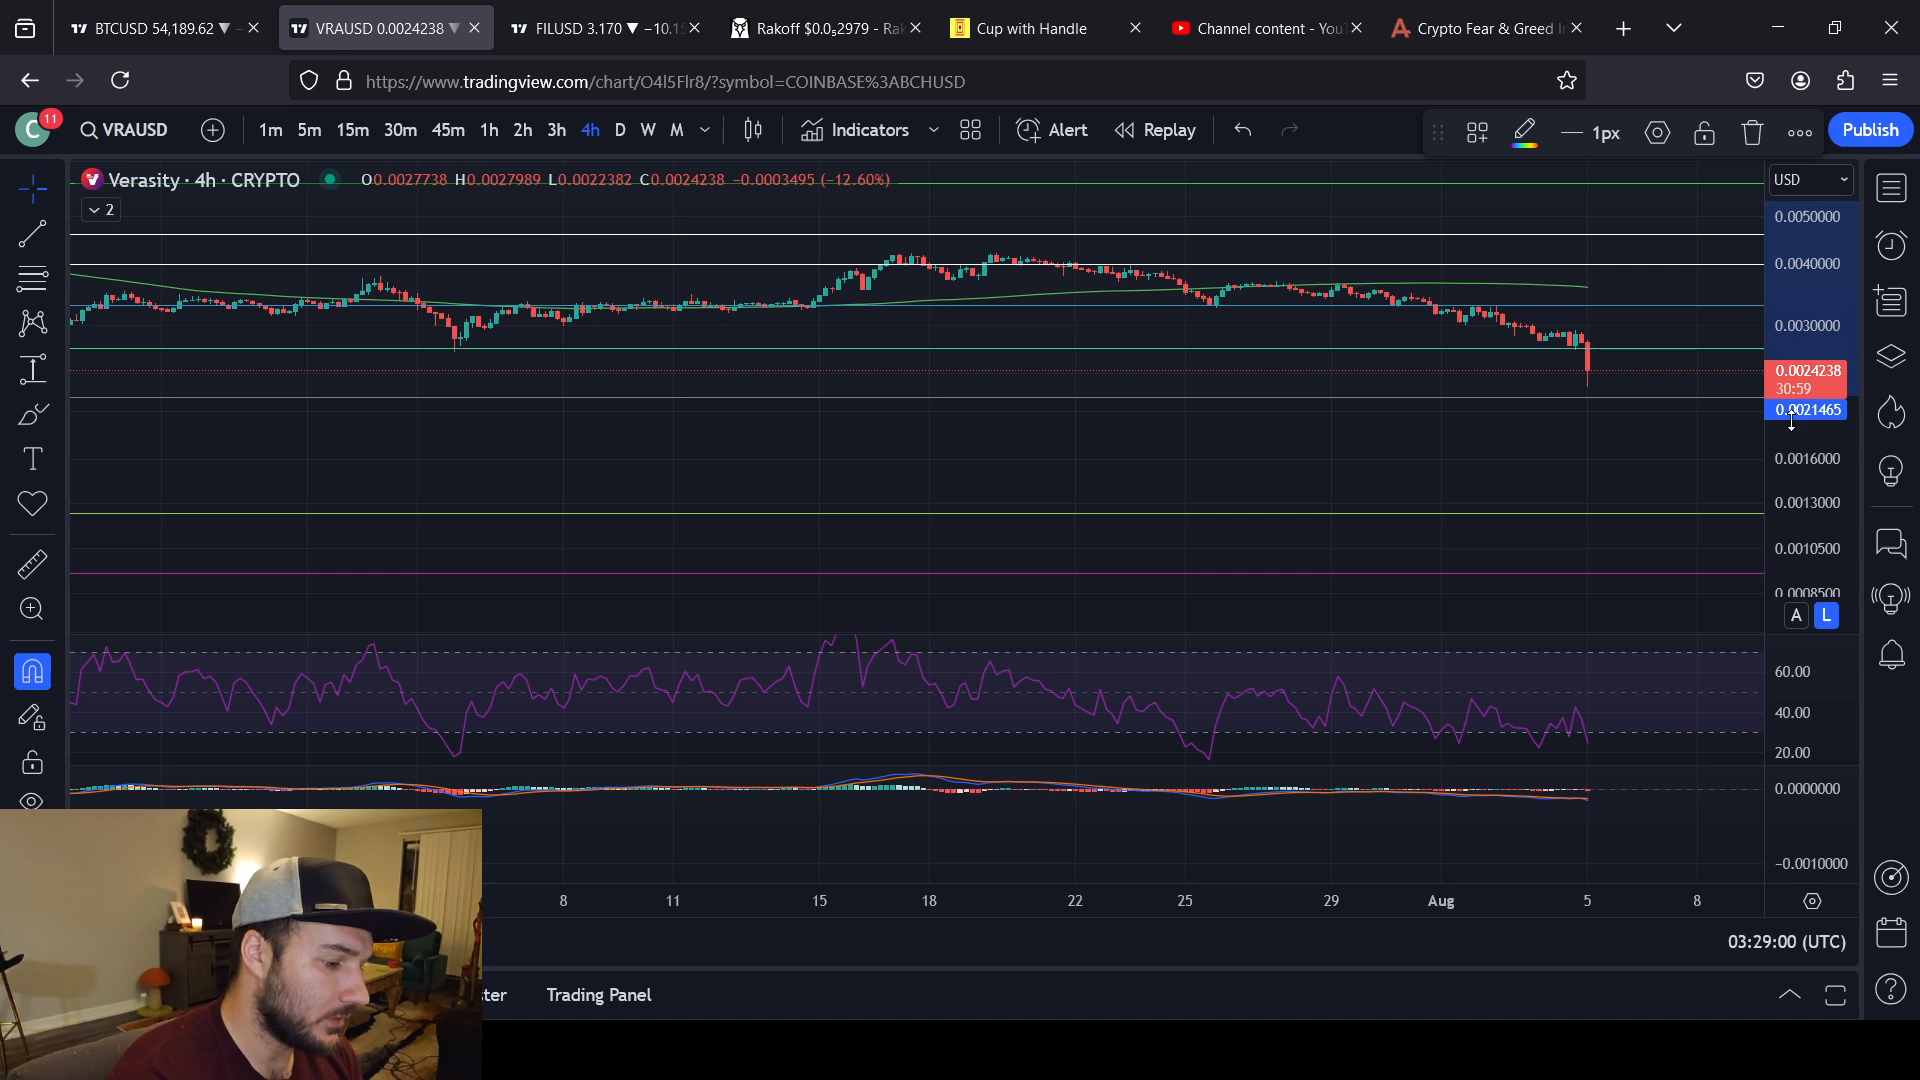 BTCUSD 54,189.62 ▼
VRAUSD 0.0024238 ▼
FILUSD 3.170 ▼ −10.1
Rakoff $0.0₅2979 - Rak
Cup with Handle
Channel content - You
Crypto Fear & Greed I
https://www.tradingview.com/chart/O4l5Flr8/?symbol=COINBASE%3ABCHUSD
C 11
VRAUSD
1m 5m 15m 30m 45m 1h 2h 3h 4h D W M
Indicators
Alert
Replay
1px
Publish
Verasity · 4h · CRYPTO
O0.0027738 H0.0027989 L0.0022382 C0.0024238 −0.0003495 (−12.60%)
2
USD
0.0050000
0.0040000
0.0030000
0.0024238
30:59
0.0021465
0.0016000
0.0013000
0.0010500
0.0008500
A L
60.00
40.00
20.00
0.0000000
−0.0010000
8 11 15 18 22 25 29 Aug 5 8
03:29:00 (UTC)
ster
Trading Panel